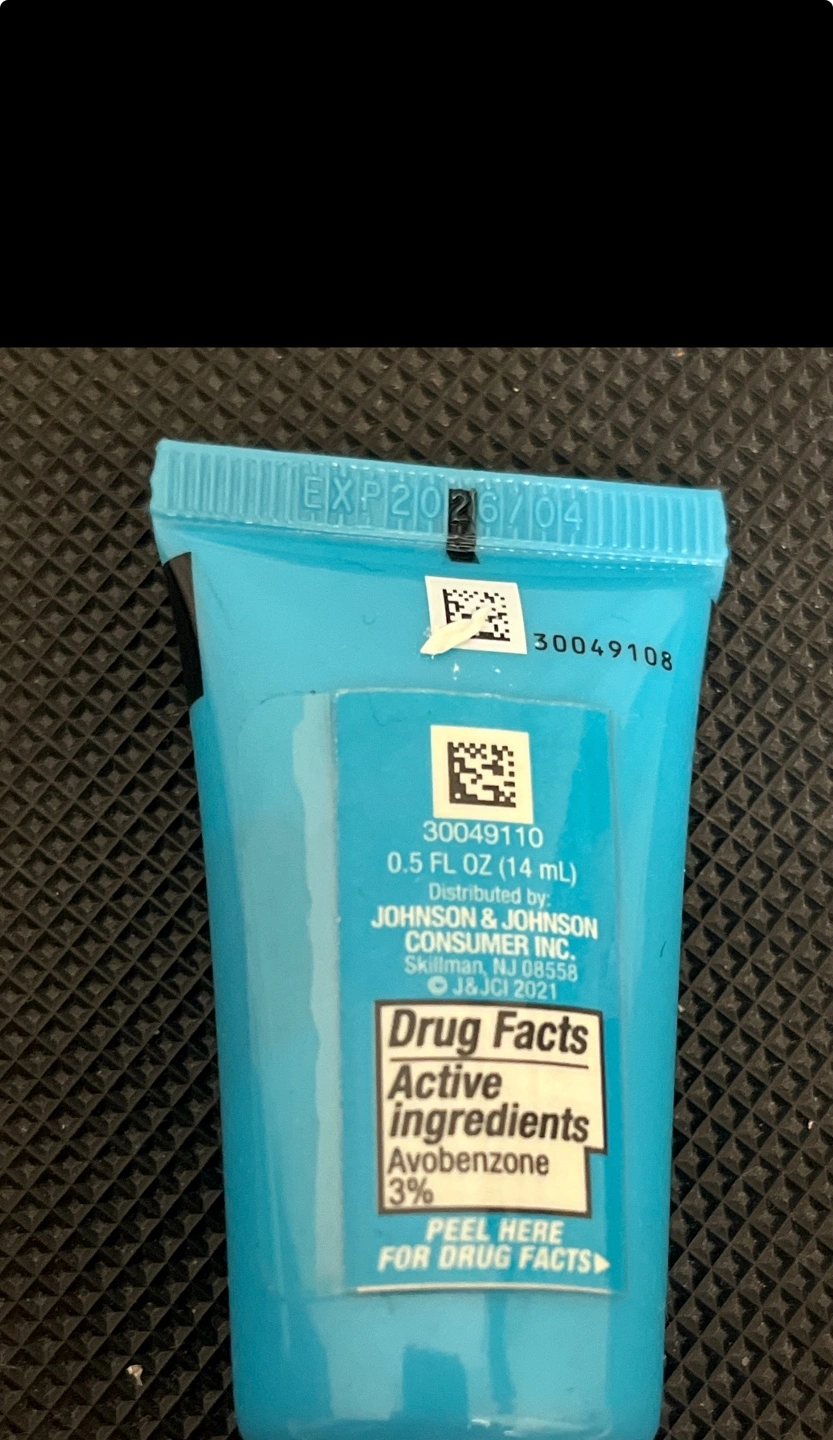 EXP2026/04
30049108
30049110
0.5 FL OZ (14 mL)
Distributed by:
JOHNSON & JOHNSON
CONSUMER INC.
Skillman, NJ 08558
© J&JCI 2021
Drug Facts
Active
ingredients
Avobenzone
3%
PEEL HERE
FOR DRUG FACTS▶